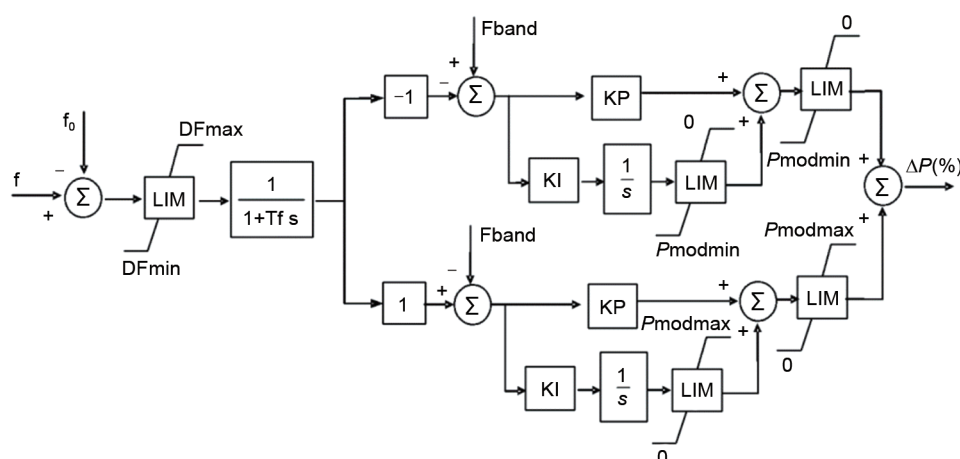 f₀
−
f
+
Σ
DFmax
LIM
DFmin
1
1+Tf s
−1
Fband
+
−
Σ
KP
KI
1
s
0
LIM
Pmodmin
+
+
Σ
0
LIM
Pmodmin
1
Fband
−
+
Σ
KP
KI
1
s
Pmodmax
LIM
0
+
+
Σ
Pmodmax
LIM
0
+
+
Σ
ΔP(%)